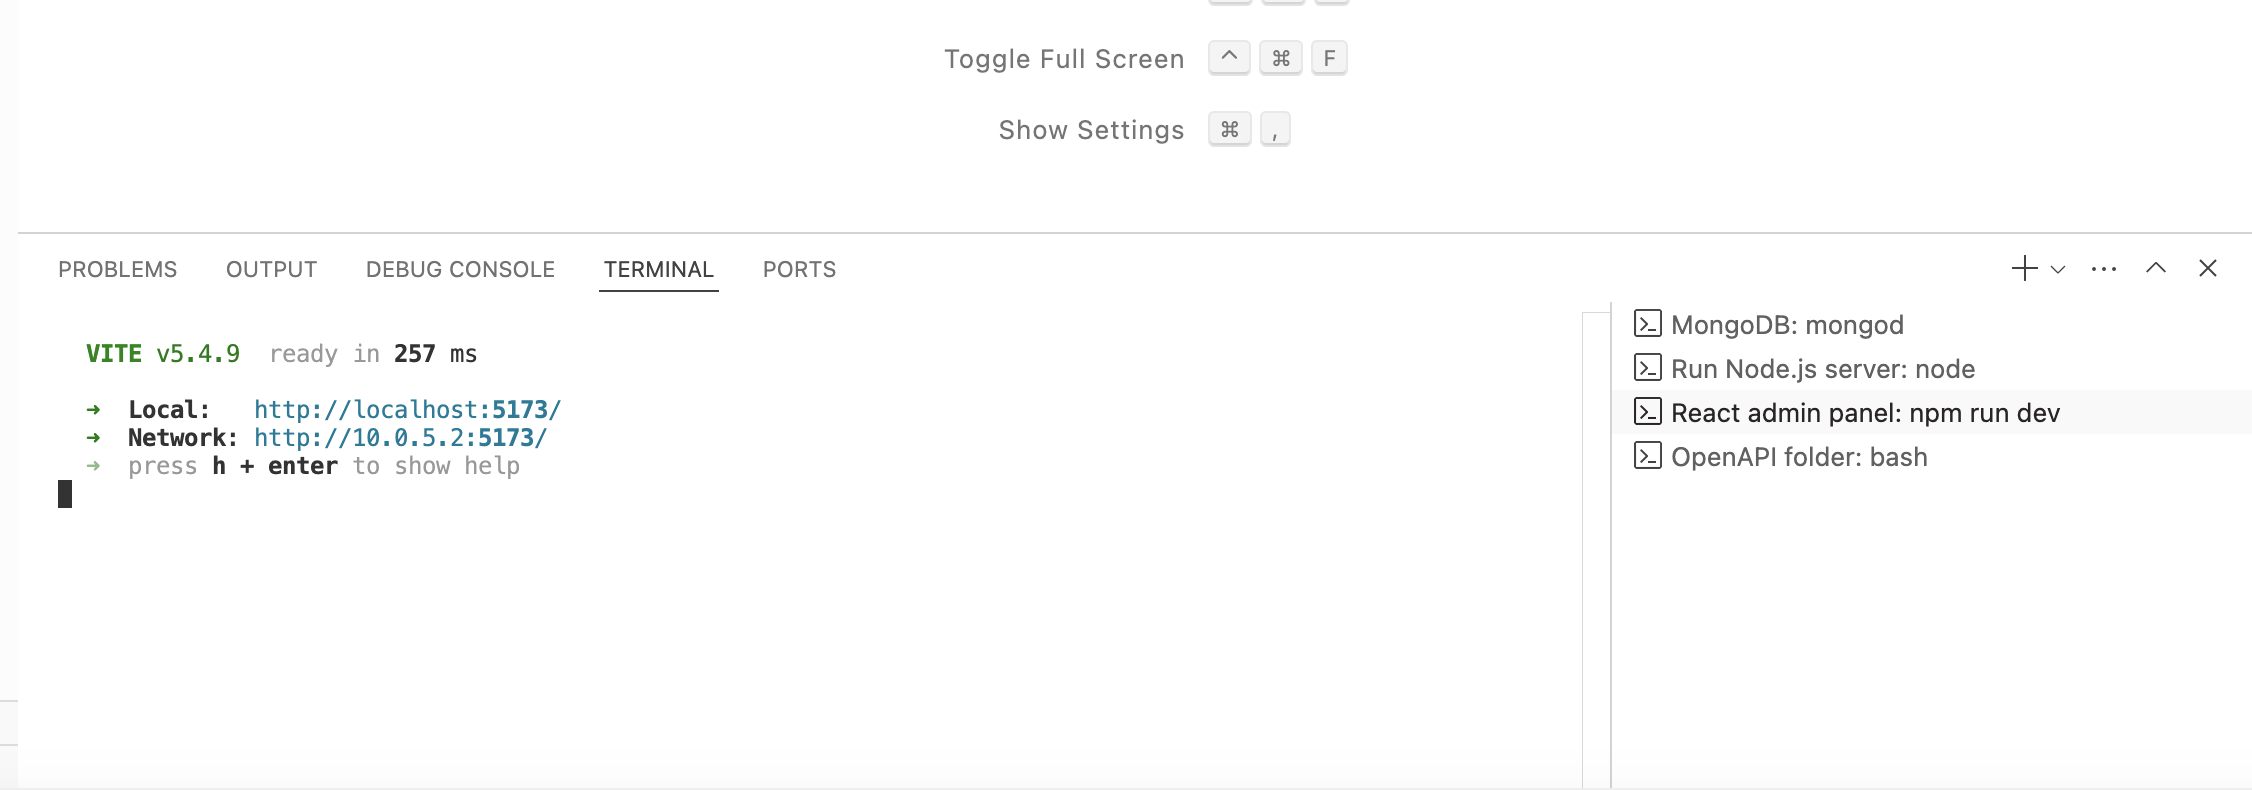 Toggle Full Screen ^ ⌘ F
Show Settings ⌘ ,
PROBLEMS OUTPUT DEBUG CONSOLE TERMINAL PORTS
VITE v5.4.9 ready in 257 ms
➜ Local: http://localhost:5173/
➜ Network: http://10.0.5.2:5173/
➜ press h + enter to show help
MongoDB: mongod
Run Node.js server: node
React admin panel: npm run dev
OpenAPI folder: bash